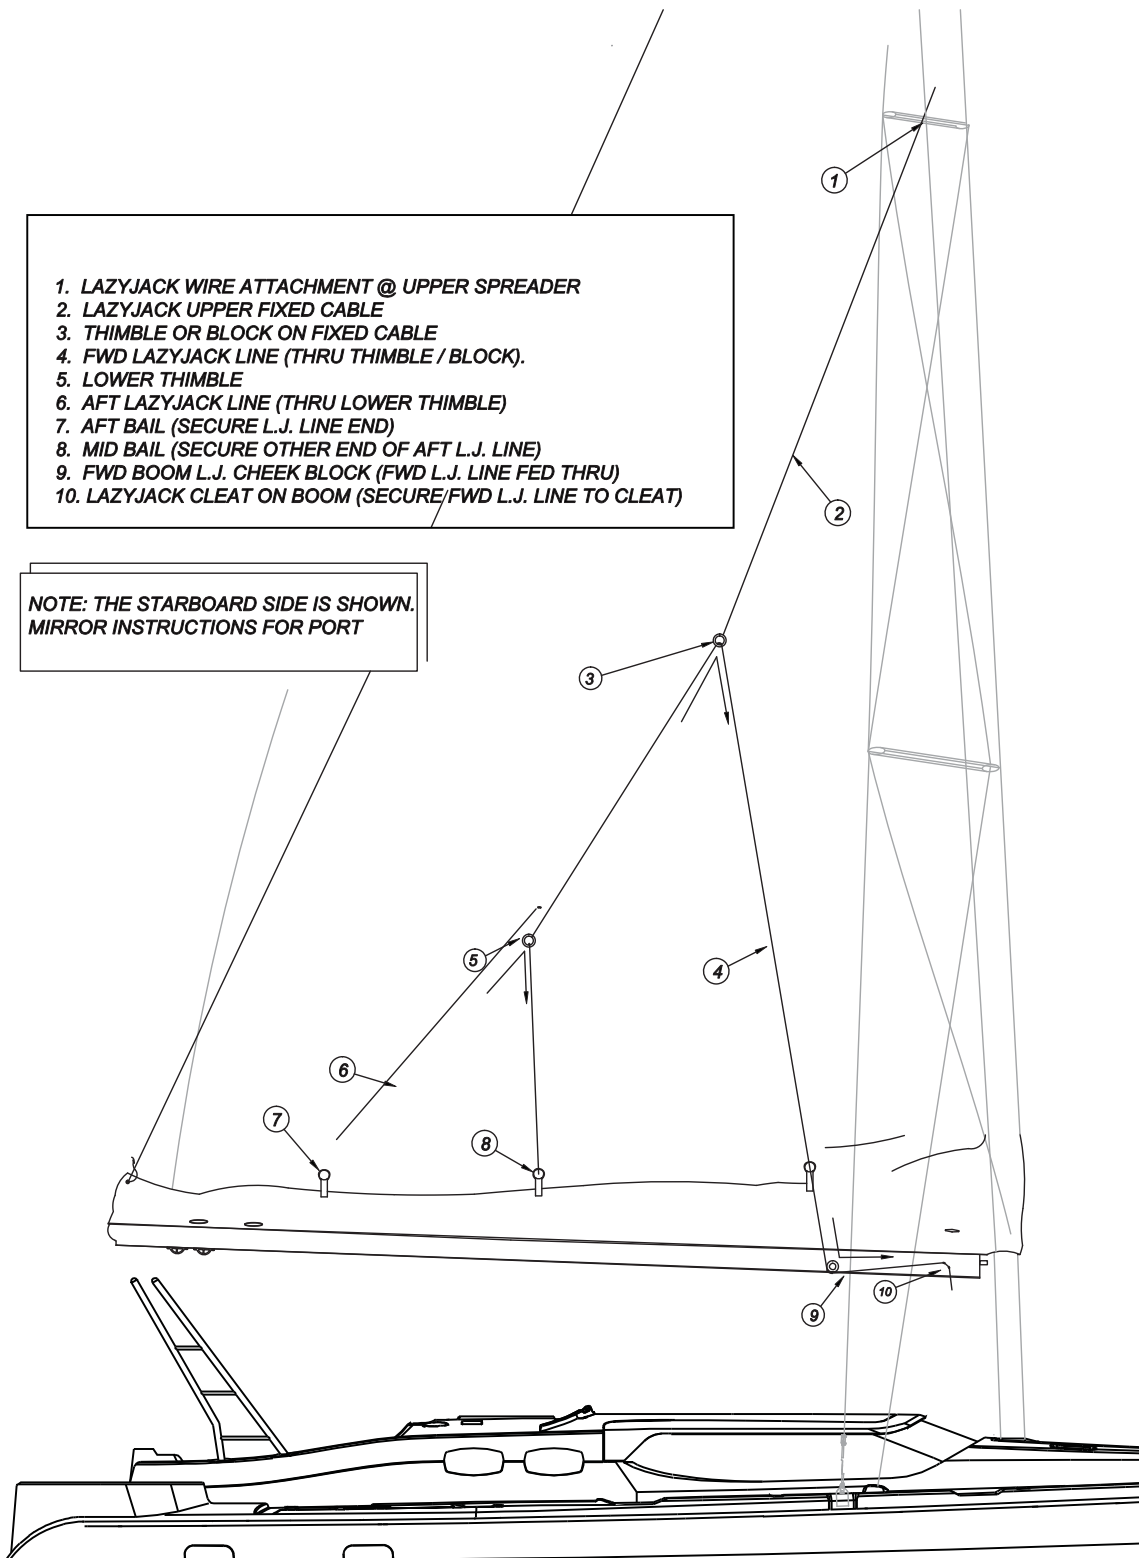 1
1. LAZYJACK WIRE ATTACHMENT @ UPPER SPREADER
2. LAZYJACK UPPER FIXED CABLE
3. THIMBLE OR BLOCK ON FIXED CABLE
4. FWD LAZYJACK LINE (THRU THIMBLE / BLOCK).
5. LOWER THIMBLE
6. AFT LAZYJACK LINE (THRU LOWER THIMBLE)
7. AFT BAIL (SECURE L.J. LINE END)
8. MID BAIL (SECURE OTHER END OF AFT L.J. LINE)
9. FWD BOOM L.J. CHEEK BLOCK (FWD L.J. LINE FED THRU)
10. LAZYJACK CLEAT ON BOOM (SECURE FWD L.J. LINE TO CLEAT)
2
NOTE: THE STARBOARD SIDE IS SHOWN.
MIRROR INSTRUCTIONS FOR PORT
3
5
4
6
7
8
10
9